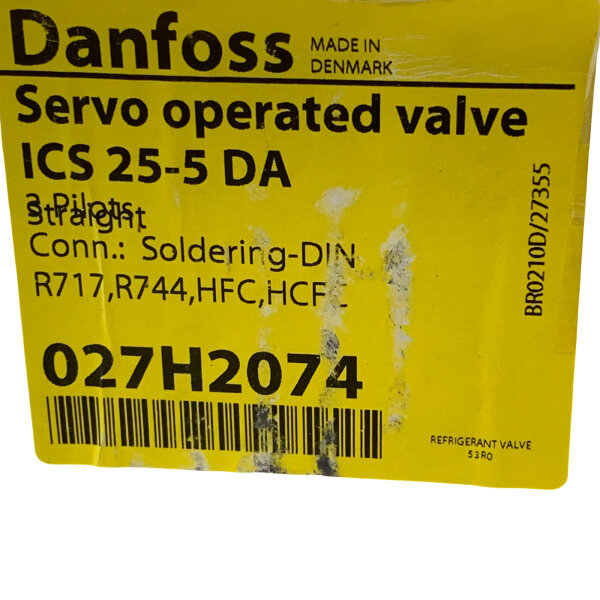 Danfoss
MADE IN
DENMARK
Servo operated valve
ICS 25-5 DA
3 Pilots,
Straight
Conn.: Soldering-DIN
R717,R744,HFC,HCFC
027H2074
BR0210D/27355
REFRIGERANT VALVE
53R0